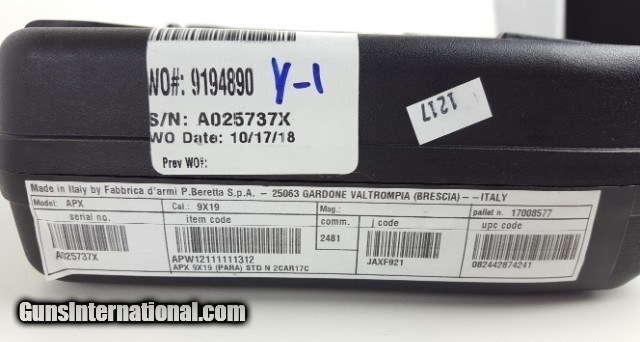 WO#: 9194890
Y-1
S/N: A025737X
WO Date: 10/17/18
Prev WO#:
1217
Made in Italy by Fabbrica d'armi P.Beretta S.p.A. - 25063 GARDONE VALTROMPIA (BRESCIA) - -ITALY
Model: APX Cal.: 9X19 Mag.: pallet n. 17008577
serial no. item code comm. j code upc code
2481
A025737X APW12111111312 JAXF921 082442874241
APX 9X19 (PARA) STD N 2CAR17C
GunsInternational.com